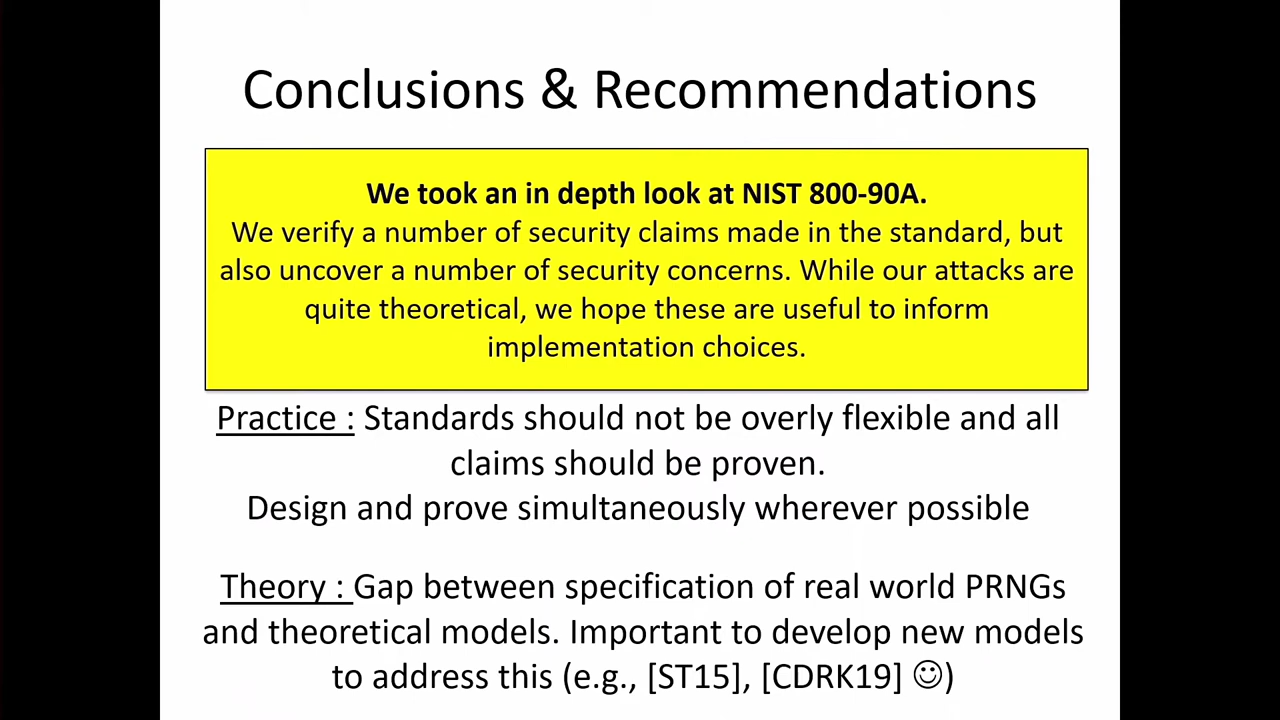 Conclusions & Recommendations
We took an in depth look at NIST 800-90A.
We verify a number of security claims made in the standard, but
also uncover a number of security concerns. While our attacks are
quite theoretical, we hope these are useful to inform
implementation choices.
Practice : Standards should not be overly flexible and all
claims should be proven.
Design and prove simultaneously wherever possible
Theory : Gap between specification of real world PRNGs
and theoretical models. Important to develop new models
to address this (e.g., [ST15], [CDRK19] ☺)